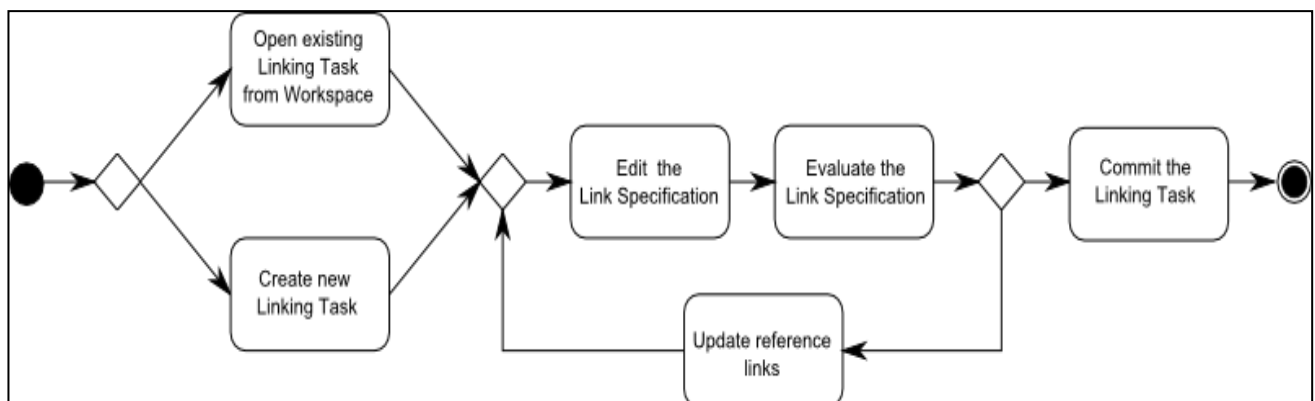 Open existing
Linking Task
from Workspace
Create new
Linking Task
Edit the
Link Specification
Evaluate the
Link Specification
Update reference
links
Commit the
Linking Task